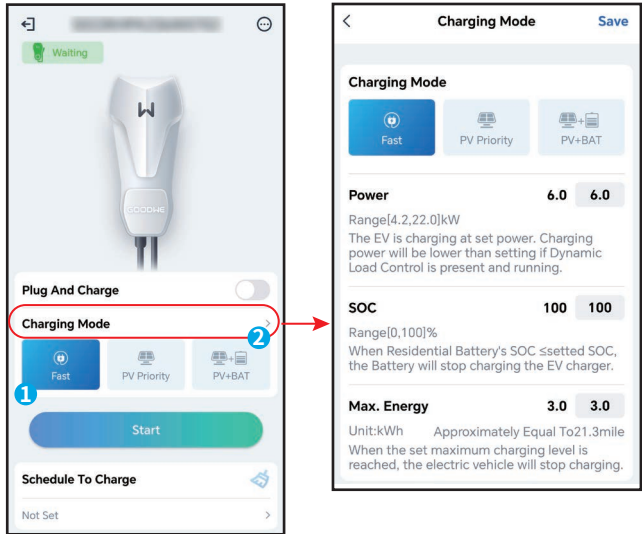 Waiting
GOODWE
Plug And Charge
Charging Mode
2
Fast
PV Priority
PV+BAT
1
Start
Schedule To Charge
Not Set
Charging Mode
Save
Charging Mode
Fast
PV Priority
PV+BAT
Power 6.0 6.0
Range[4.2,22.0]kW
The EV is charging at set power. Charging
power will be lower than setting if Dynamic
Load Control is present and running.
SOC 100 100
Range[0,100]%
When Residential Battery's SOC ≤setted SOC,
the Battery will stop charging the EV charger.
Max. Energy 3.0 3.0
Unit:kWh Approximately Equal To21.3mile
When the set maximum charging level is
reached, the electric vehicle will stop charging.